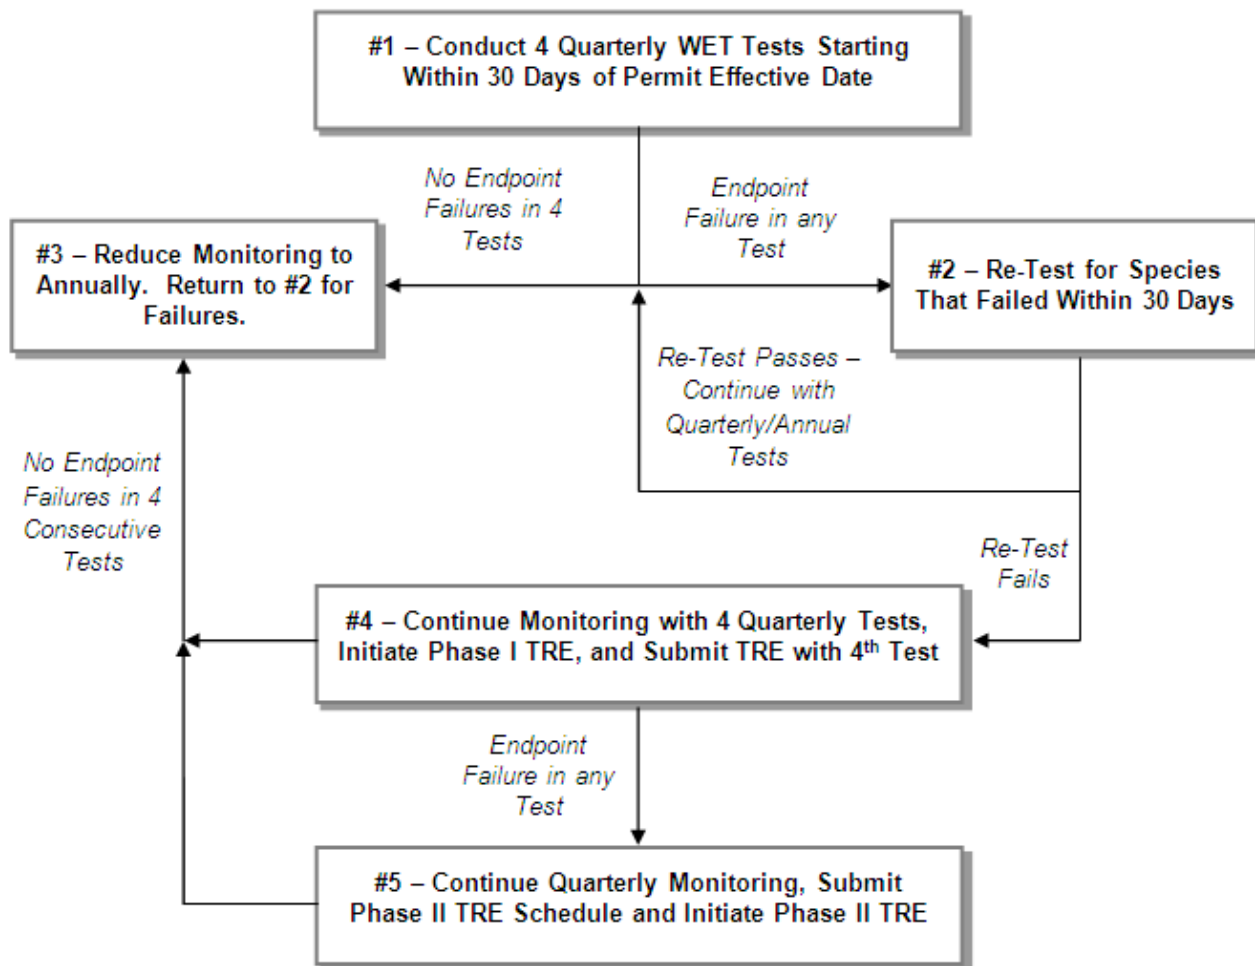 #1 – Conduct 4 Quarterly WET Tests Starting
Within 30 Days of Permit Effective Date
No Endpoint
Failures in 4
Tests
Endpoint
Failure in any
Test
#3 – Reduce Monitoring to
Annually. Return to #2 for
Failures.
#2 – Re-Test for Species
That Failed Within 30 Days
Re-Test Passes –
Continue with
Quarterly/Annual
Tests
No Endpoint
Failures in 4
Consecutive
Tests
Re-Test
Fails
#4 – Continue Monitoring with 4 Quarterly Tests,
Initiate Phase I TRE, and Submit TRE with 4th Test
Endpoint
Failure in any
Test
#5 – Continue Quarterly Monitoring, Submit
Phase II TRE Schedule and Initiate Phase II TRE